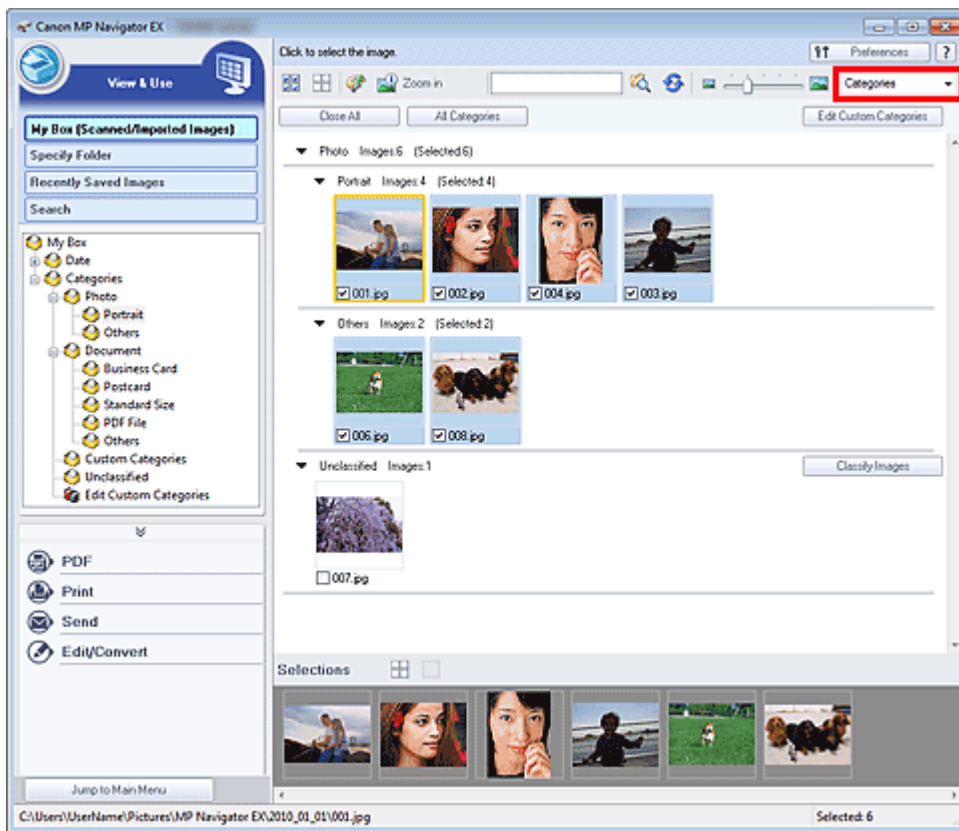 Canon MP Navigator EX
View & Use
My Box (Scanned/Imported Images)
Specify Folder
Recently Saved Images
Search
My Box
Date
Categories
Photo
Portrait
Others
Document
Business Card
Postcard
Standard Size
PDF File
Others
Custom Categories
Unclassified
Edit Custom Categories
PDF
Print
Send
Edit/Convert
Jump to Main Menu
Click to select the image.
Preferences
?
Zoom in
Categories
Close All
All Categories
Edit Custom Categories
Photo Images:6 (Selected:6)
Portrait Images:4 (Selected:4)
001.jpg
002.jpg
004.jpg
003.jpg
Others Images:2 (Selected:2)
006.jpg
008.jpg
Unclassified Images:1
Classify Images
007.jpg
Selections
C:\Users\UserName\Pictures\MP Navigator EX\2010_01_01\001.jpg
Selected: 6